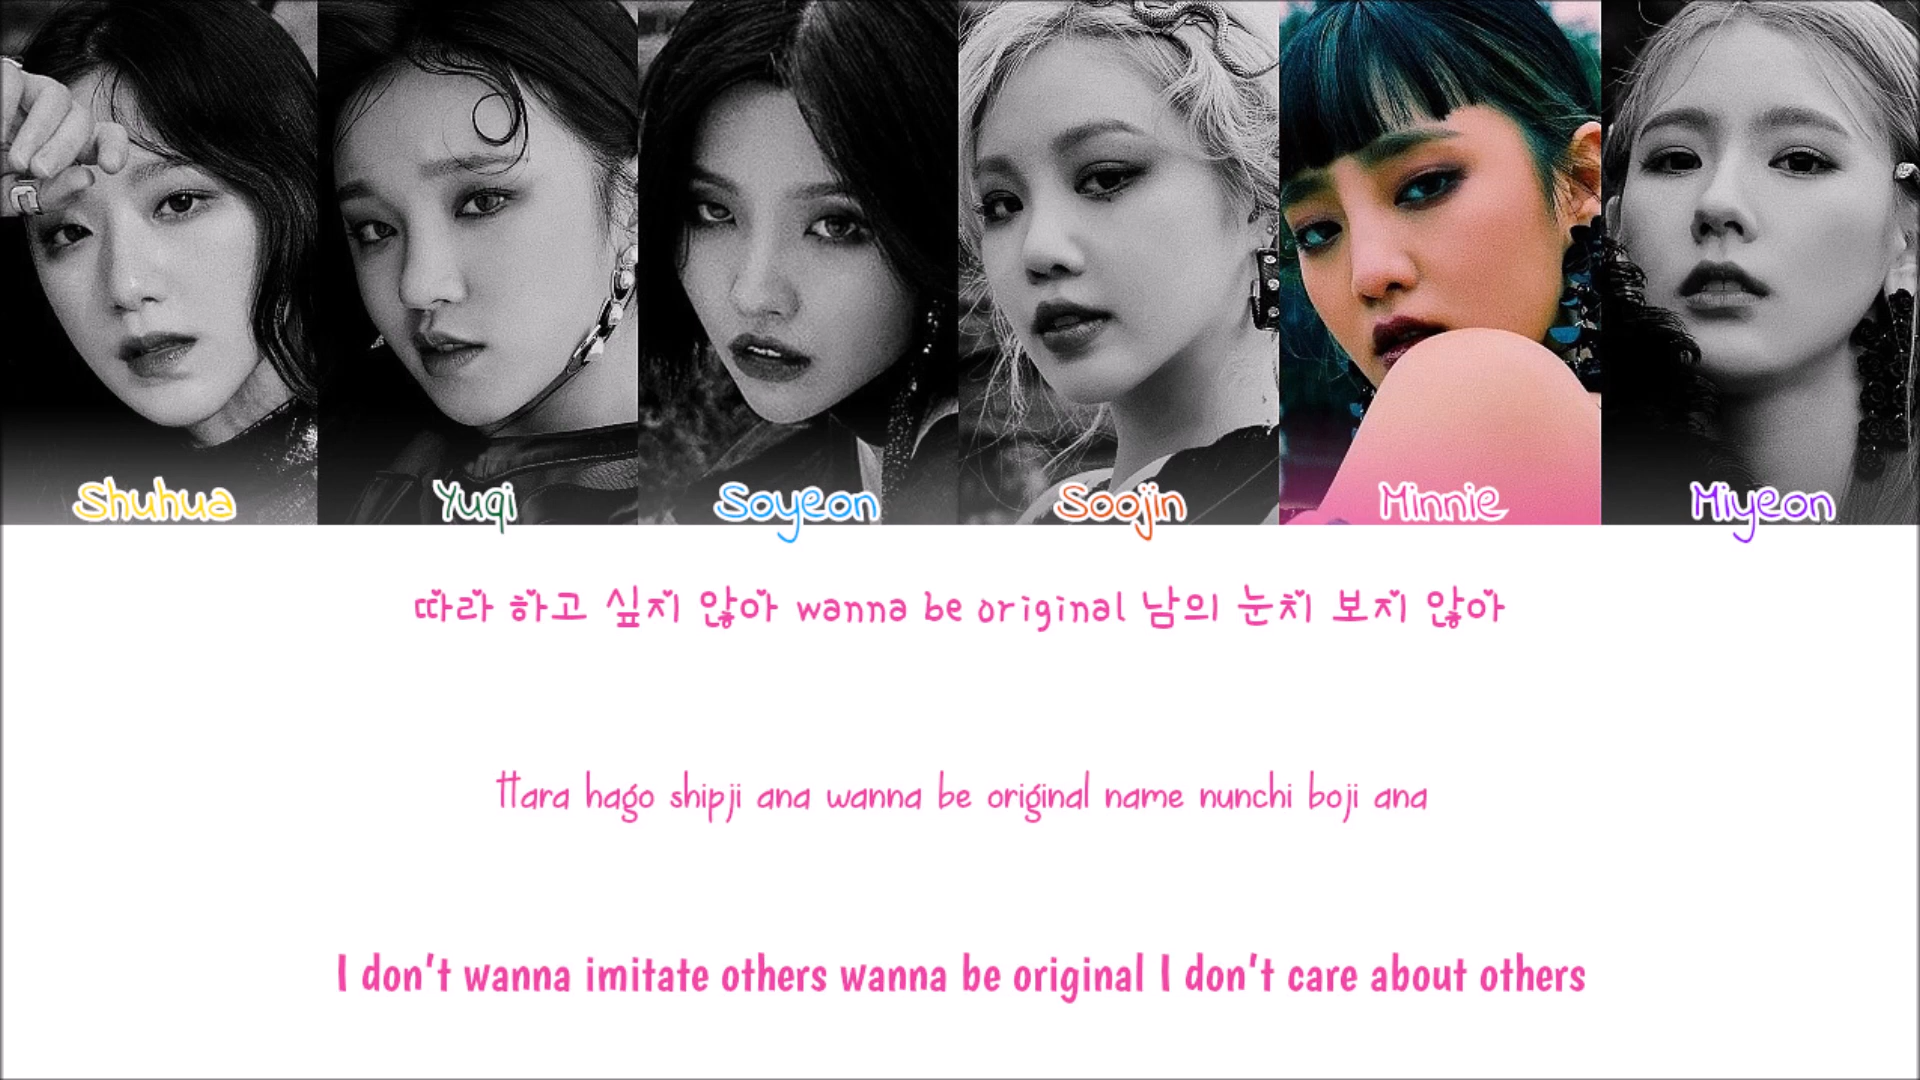 Shuhua Yuqi Soyeon Soojin Minnie Miyeon
따라 하고 싶지 않아 wanna be original 남의 눈치 보지 않아
ttara hago shipji ana wanna be original name nunchi boji ana
I don't wanna imitate others wanna be original I don't care about others